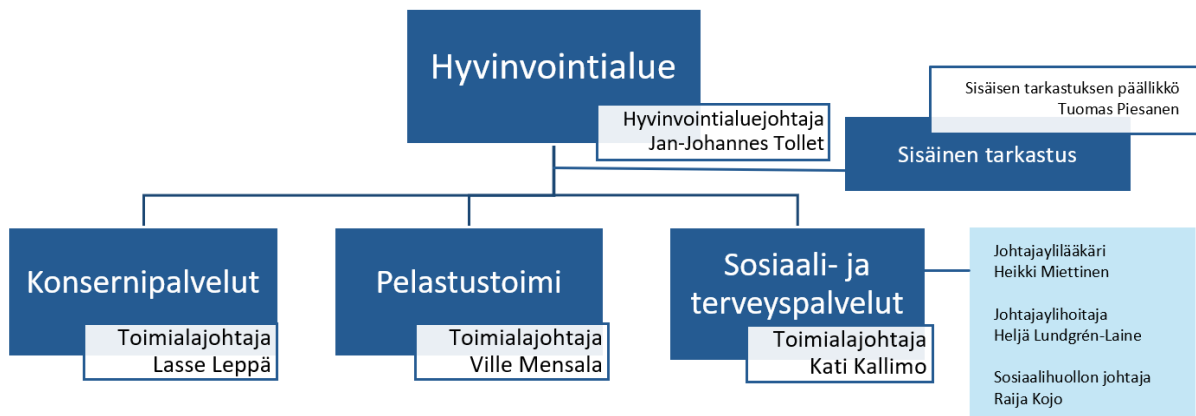 Hyvinvointialue
Hyvinvointialuejohtaja
Jan-Johannes Tollet
Sisäisen tarkastuksen päällikkö
Tuomas Piesanen
Sisäinen tarkastus
Konsernipalvelut
Toimialajohtaja
Lasse Leppä
Pelastustoimi
Toimialajohtaja
Ville Mensala
Sosiaali- ja
terveyspalvelut
Toimialajohtaja
Kati Kallimo
Johtajaylilääkäri
Heikki Miettinen
Johtajaylihoitaja
Heljä Lundgrén-Laine
Sosiaalihuollon johtaja
Raija Kojo